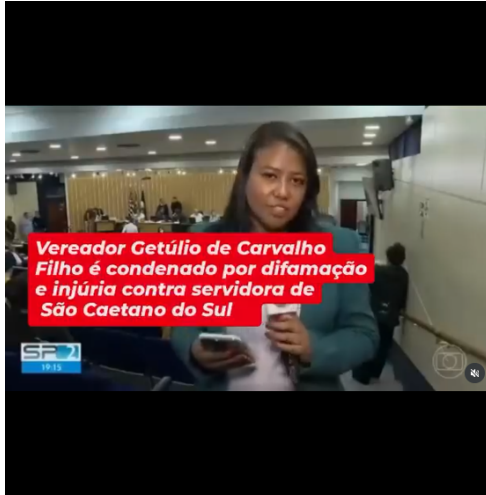 Vereador Getúlio de Carvalho
Filho é condenado por difamação
e injúria contra servidora de
São Caetano do Sul
SP2
19:15